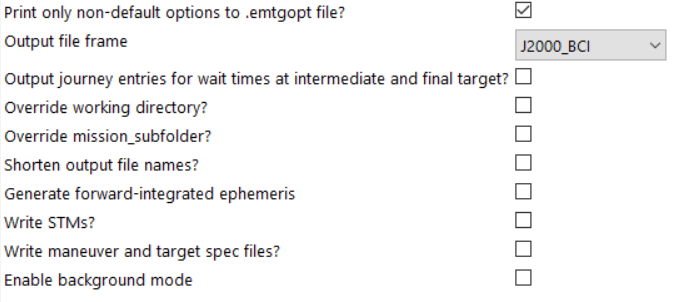 Print only non-default options to .emtgopt file?
Output file frame
J2000_BCI
Output journey entries for wait times at intermediate and final target?
Override working directory?
Override mission_subfolder?
Shorten output file names?
Generate forward-integrated ephemeris
Write STMs?
Write maneuver and target spec files?
Enable background mode